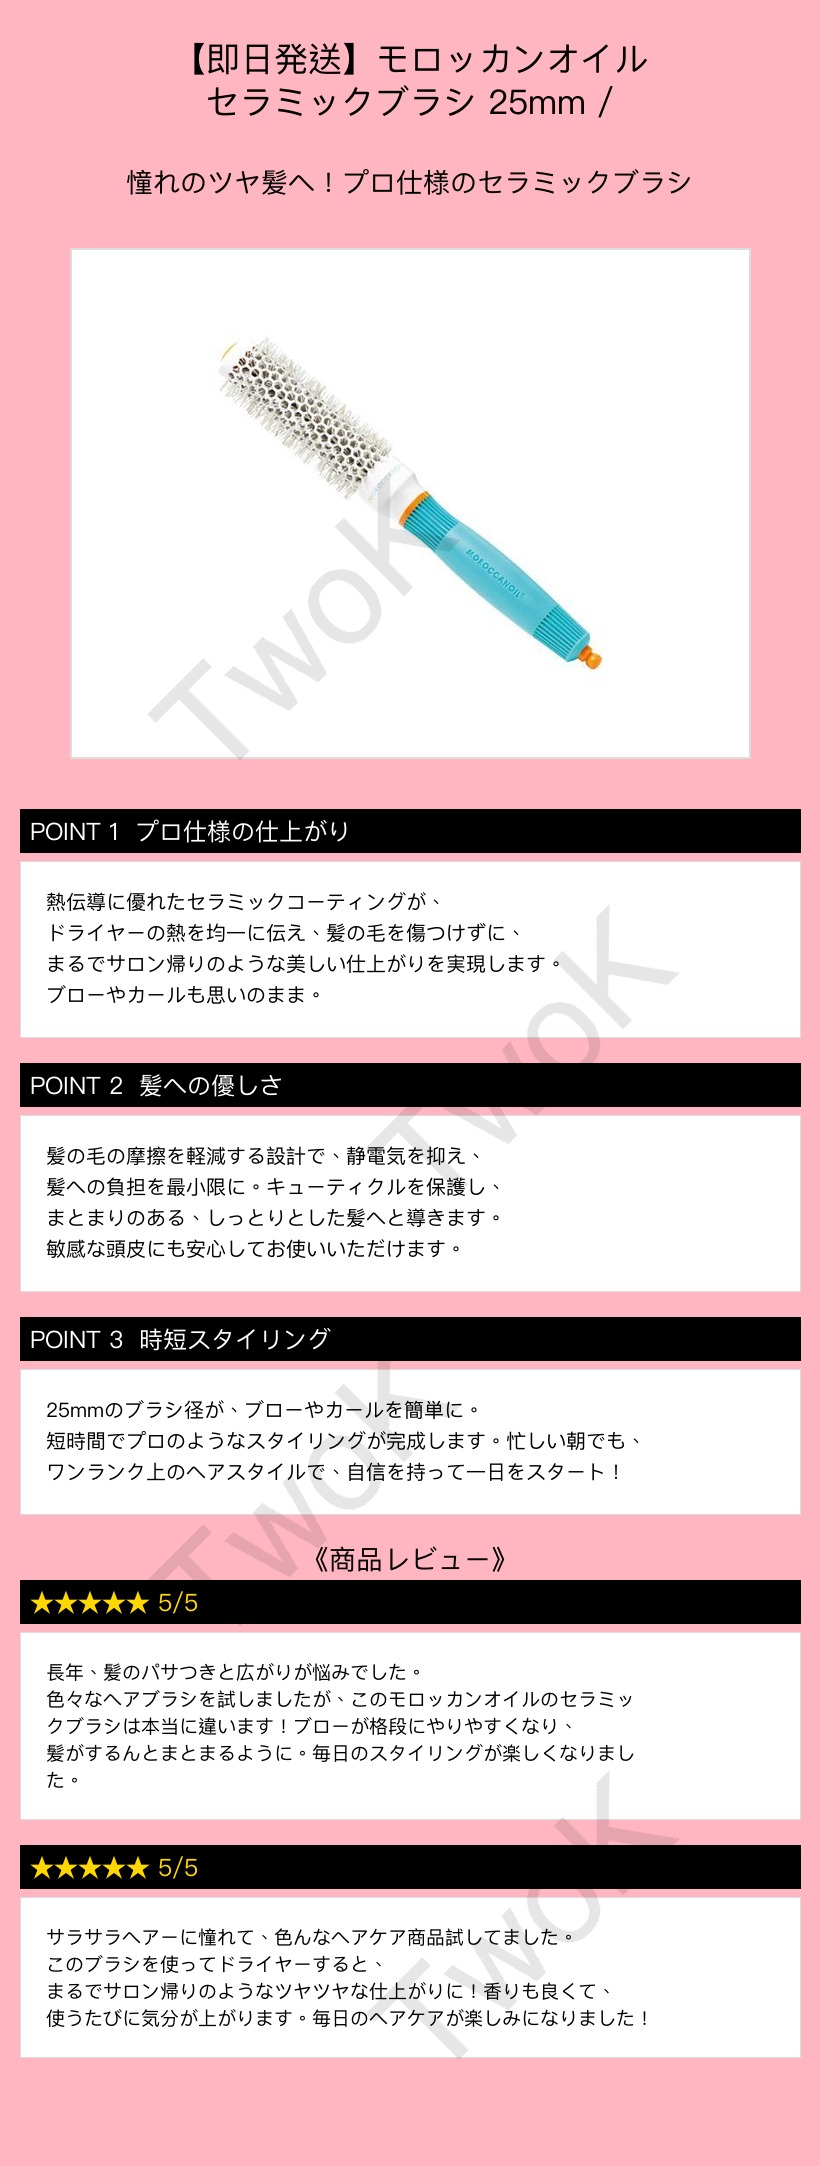 【即日発送】モロッカンオイル
セラミックブラシ 25mm /
憧れのツヤ髪へ！プロ仕様のセラミックブラシ
MOROCCANOIL
TwoK
POINT 1 プロ仕様の仕上がり
熱伝導に優れたセラミックコーティングが、
ドライヤーの熱を均一に伝え、髪の毛を傷つけずに、
まるでサロン帰りのような美しい仕上がりを実現します。
ブローやカールも思いのまま。
TwoK
POINT 2 髪への優しさ
髪の毛の摩擦を軽減する設計で、静電気を抑え、
髪への負担を最小限に。キューティクルを保護し、
まとまりのある、しっとりとした髪へと導きます。
敏感な頭皮にも安心してお使いいただけます。
POINT 3 時短スタイリング
25mmのブラシ径が、ブローやカールを簡単に。
短時間でプロのようなスタイリングが完成します。忙しい朝でも、
ワンランク上のヘアスタイルで、自信を持って一日をスタート！
TwoK
《商品レビュー》
★★★★★ 5/5
長年、髪のパサつきと広がりが悩みでした。
色々なヘアブラシを試しましたが、このモロッカンオイルのセラミッ
クブラシは本当に違います！ブローが格段にやりやすくなり、
髪がするんとまとまるように。毎日のスタイリングが楽しくなりまし
た。
★★★★★ 5/5
サラサラヘアーに憧れて、色んなヘアケア商品試してました。
このブラシを使ってドライヤーすると、
まるでサロン帰りのようなツヤツヤな仕上がりに！香りも良くて、
使うたびに気分が上がります。毎日のヘアケアが楽しみになりました！
TwoK